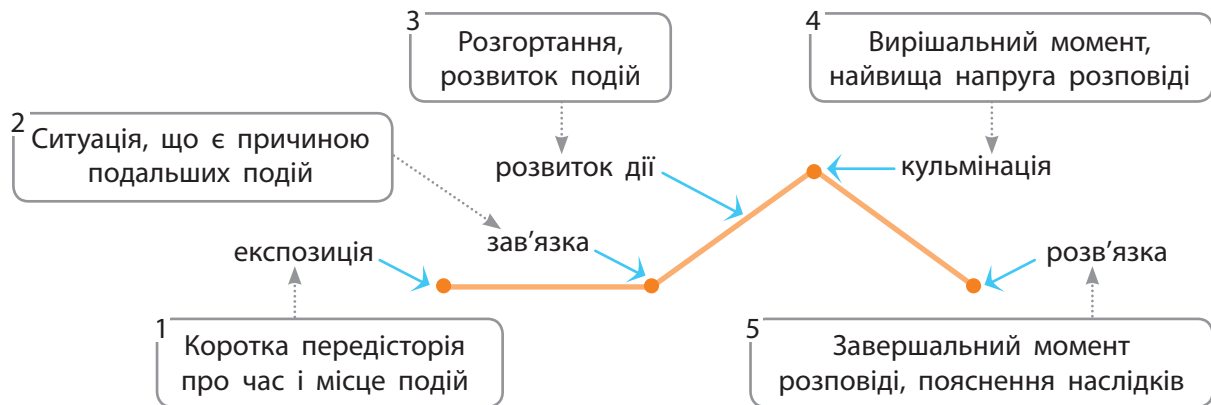 3
Розгортання,
розвиток подій
4
Вирішальний момент,
найвища напруга розповіді
2
Ситуація, що є причиною
подальших подій
розвиток дії
кульмінація
зав’язка
експозиція
розв’язка
1
Коротка передісторія
про час і місце подій
5
Завершальний момент
розповіді, пояснення наслідків